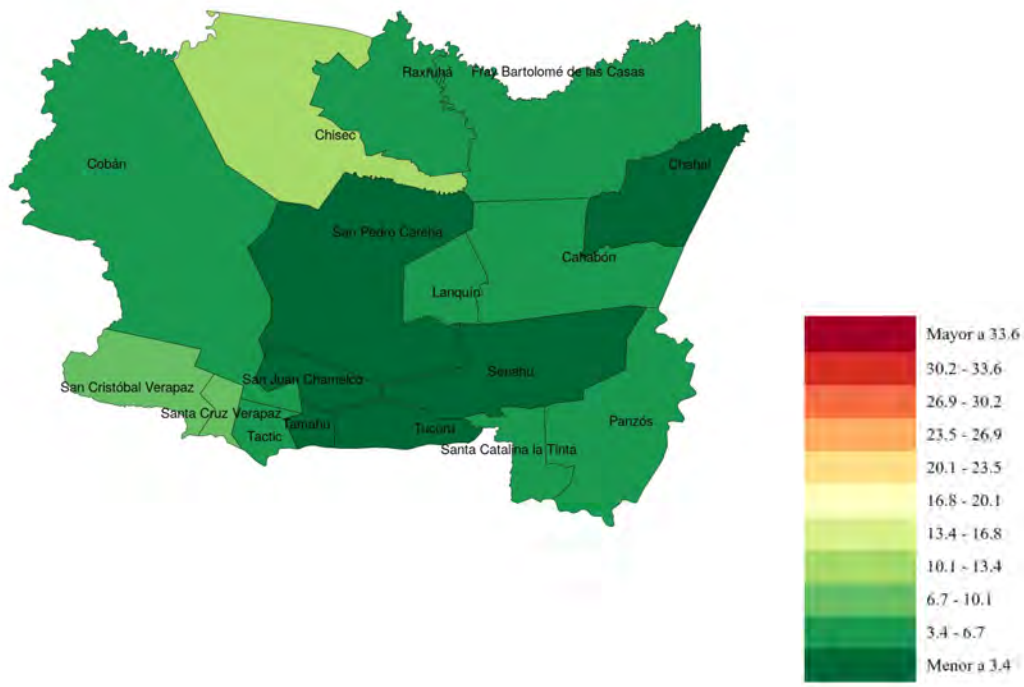 Raxruhá
Fray Bartolomé de las Casas
Chisec
Cobán
Chahal
San Pedro Carcha
Cahabón
Lanquín
Senahú
San Juan Chamelco
San Cristóbal Verapaz
Santa Cruz Verapaz
Tamahú
Tucurú
Panzós
Tactic
Santa Catalina la Tinta
Mayor a 33.6
30.2 - 33.6
26.9 - 30.2
23.5 - 26.9
20.1 - 23.5
16.8 - 20.1
13.4 - 16.8
10.1 - 13.4
6.7 - 10.1
3.4 - 6.7
Menor a 3.4